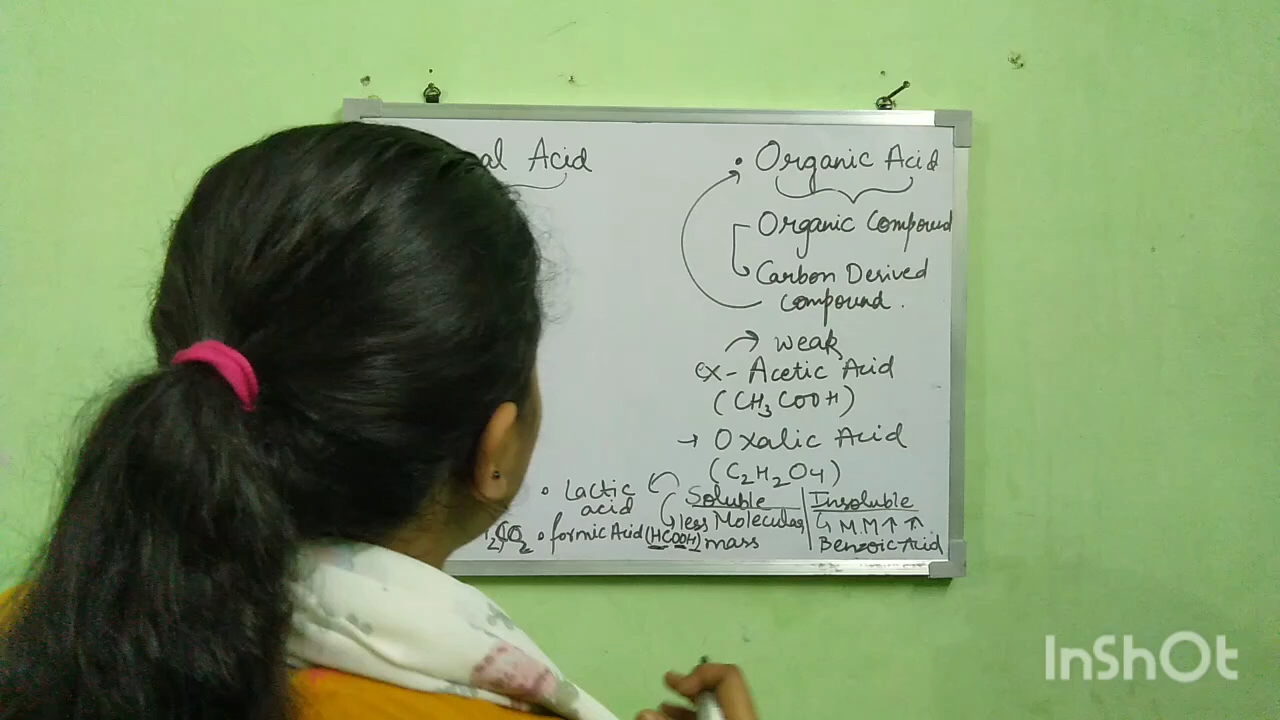 Acid
• Organic Acid
Organic Compound
Carbon Derived
Compound.
→ weak
ex- Acetic Acid
(CH3COOH)
→ Oxalic Acid
(C2H2O4)
• Lactic
acid
• formic Acid (HCOOH)
Soluble
less Molecular
mass
Insoluble
↳ M.M↑↑
Benzoic Acid
InShOt